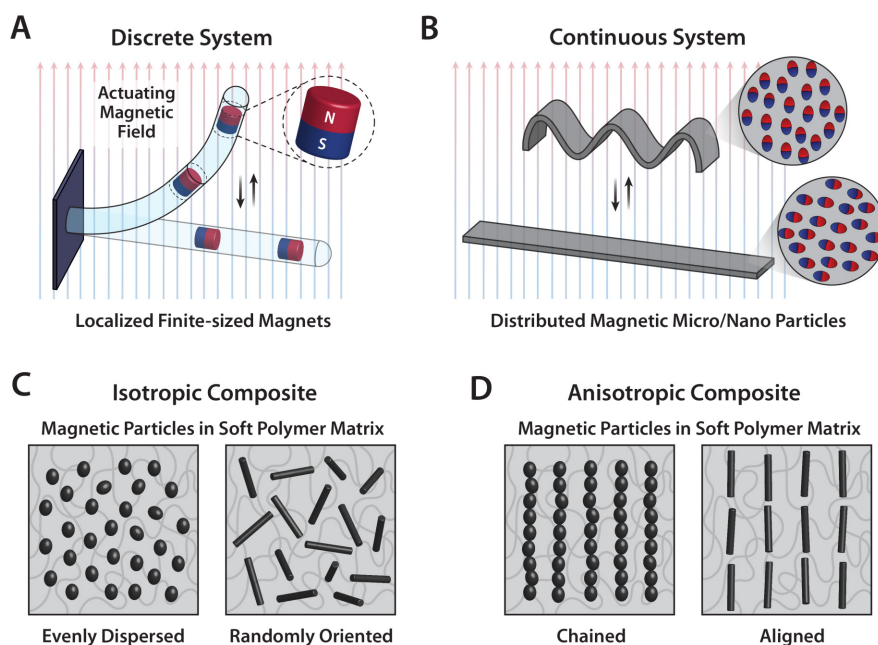 A
Discrete System
Actuating
Magnetic
Field
N
S
Localized Finite-sized Magnets
B
Continuous System
Distributed Magnetic Micro/Nano Particles
C
Isotropic Composite
Magnetic Particles in Soft Polymer Matrix
Evenly Dispersed
Randomly Oriented
D
Anisotropic Composite
Magnetic Particles in Soft Polymer Matrix
Chained
Aligned